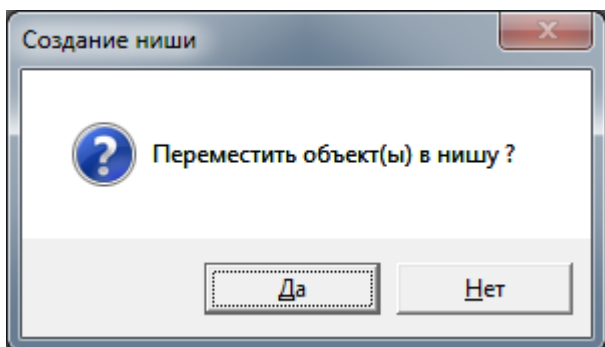 Создание ниши
Переместить объект(ы) в нишу ?
Да
Нет